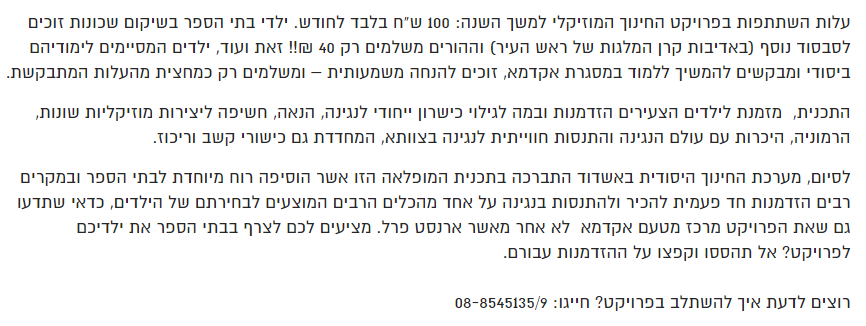 עלות השתתפות בפרויקט החינוך המוזיקלי למשך השנה: 100 ש"ח בלבד לחודש. ילדי בתי הספר בשיקום שכונות זוכים
לסבסוד נוסף (באדיבות קרן המלגות של ראש העיר) וההורים משלמים רק 40 ₪!! זאת ועוד, ילדים המסיימים לימודיהם
ביסודי ומבקשים להמשיך ללמוד במסגרת אקדמא, זוכים להנחה משמעותית – ומשלמים רק כמחצית מהעלות המתבקשת.
התכנית,  מזמנת לילדים הצעירים הזדמנות ובמה לגילוי כישרון ייחודי לנגינה, הנאה, חשיפה ליצירות מוזיקליות שונות,
הרמוניה, היכרות עם עולם הנגינה והתנסות חווייתית לנגינה בצוותא, המחדדת גם כישורי קשב וריכוז.
לסיום, מערכת החינוך היסודית באשדוד התברכה בתכנית המופלאה הזו אשר הוסיפה רוח מיוחדת לבתי הספר ובמקרים
רבים הזדמנות חד פעמית להכיר ולהתנסות בנגינה על אחד מהכלים הרבים המוצעים לבחירתם של הילדים, כדאי שתדעו
גם שאת הפרויקט מרכז מטעם אקדמא  לא אחר מאשר ארנסט פרל. מציעים לכם לצרף בבתי הספר את ילדיכם
לפרויקט? אל תהססו וקפצו על ההזדמנות עבורם.
רוצים לדעת איך להשתלב בפרויקט? חייגו: 08-8545135/9